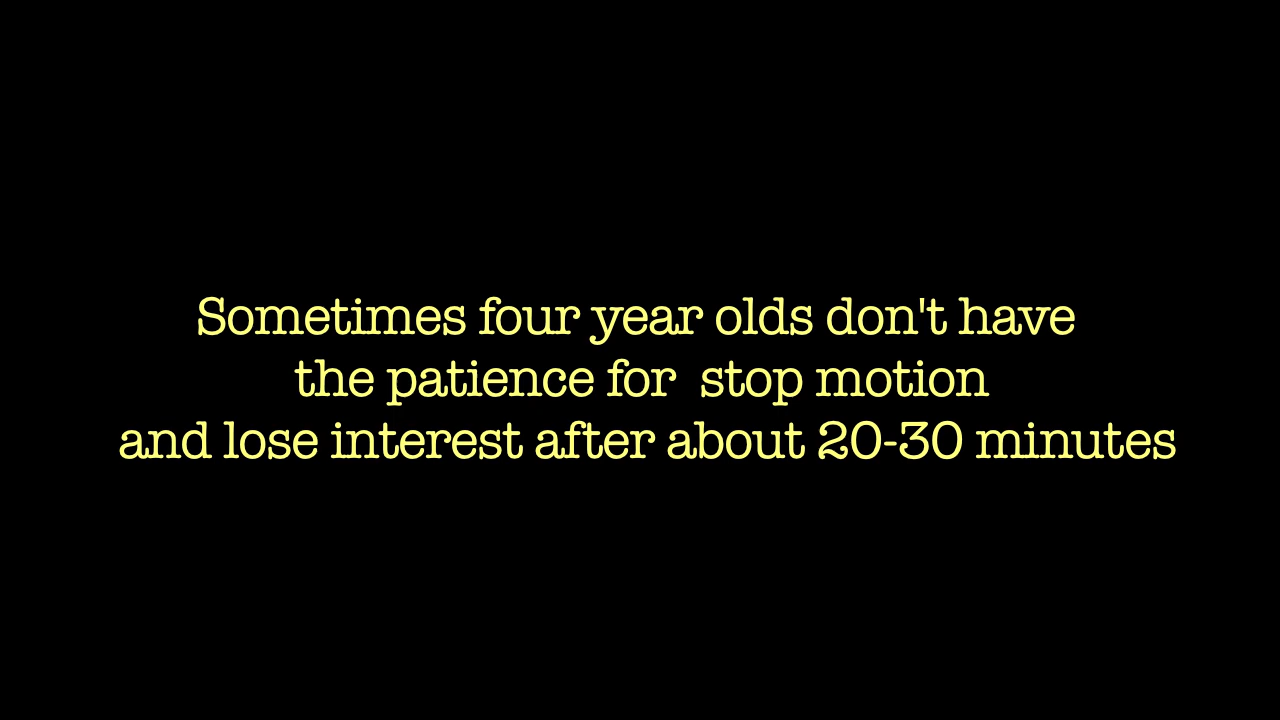 Sometimes four year olds don't have
the patience for  stop motion
and lose interest after about 20-30 minutes